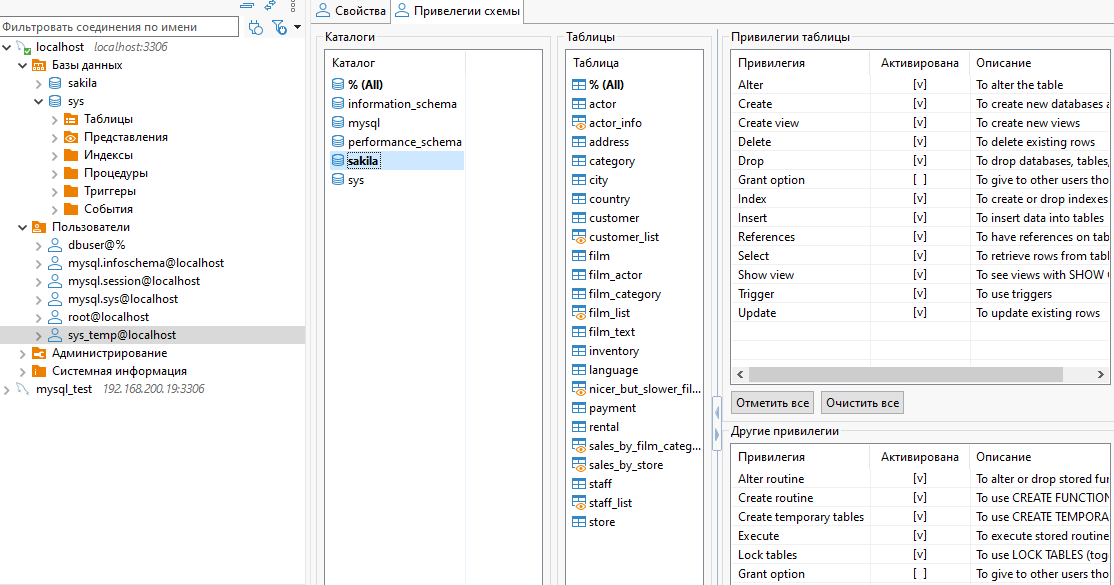 Фильтровать соединения по имени
localhost localhost:3306
Базы данных
sakila
sys
Таблицы
Представления
Индексы
Процедуры
Триггеры
События
Пользователи
dbuser@%
mysql.infoschema@localhost
mysql.session@localhost
mysql.sys@localhost
root@localhost
sys_temp@localhost
Администрирование
Системная информация
mysql_test 192.168.200.19:3306
Свойства
Привелегии схемы
Каталоги
Каталог
% (All)
information_schema
mysql
performance_schema
sakila
sys
Таблицы
Таблица
% (All)
actor
actor_info
address
category
city
country
customer
customer_list
film
film_actor
film_category
film_list
film_text
inventory
language
nicer_but_slower_fil...
payment
rental
sales_by_film_categ...
sales_by_store
staff
staff_list
store
Привилегии таблицы
Привилегия Активирована Описание
Alter [v] To alter the table
Create [v] To create new databases a
Create view [v] To create new views
Delete [v] To delete existing rows
Drop [v] To drop databases, tables,
Grant option [ ] To give to other users tho
Index [v] To create or drop indexes
Insert [v] To insert data into tables
References [v] To have references on tab
Select [v] To retrieve rows from tabl
Show view [v] To see views with SHOW
Trigger [v] To use triggers
Update [v] To update existing rows
Отметить все Очистить все
Другие привилегии
Привилегия Активирована Описание
Alter routine [v] To alter or drop stored fur
Create routine [v] To use CREATE FUNCTION
Create temporary tables [v] To use CREATE TEMPORA
Execute [v] To execute stored routine
Lock tables [v] To use LOCK TABLES (tog
Grant option [ ] To give to other users tho